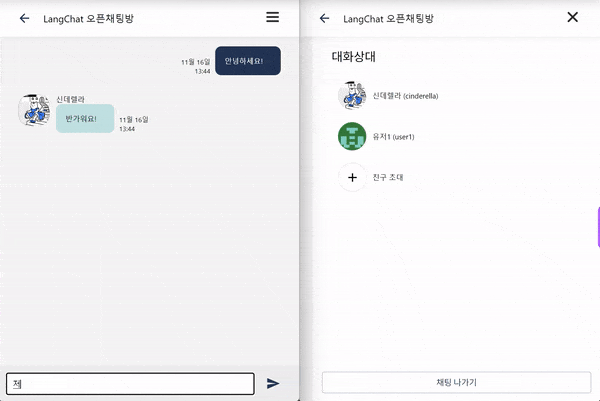 LangChat 오픈채팅방
11월 16일
13:44
안녕하세요!
신데렐라
반가워요!
11월 16일
13:44
제
LangChat 오픈채팅방
대화상대
신데렐라 (cinderella)
유저1 (user1)
친구 초대
채팅 나가기